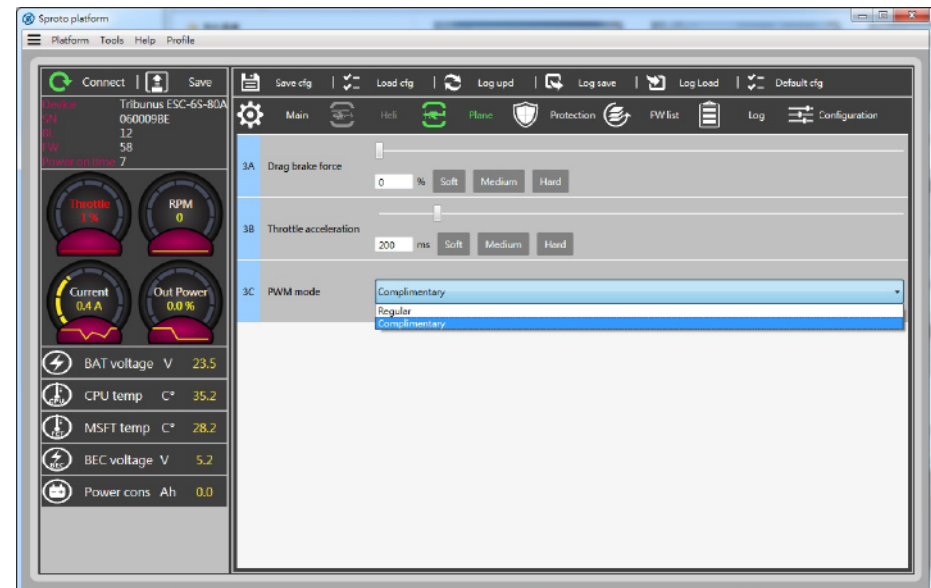 Sproto platform
Platform Tools Help Profile
Connect | Save
Save cfg | Load cfg | Log upd | Log save | Log Load | Default cfg
Device Tribunus ESC-6S-80A
SN 060009BE
BL 12
FW 58
Power on time 7
Main Heli Plane Protection FW list Log Configuration
Throttle
1 %
RPM
0
Current
0.4 A
Out Power
0.0 %
BAT voltage V 23.5
CPU
CPU temp C° 35.2
FET
MSFT temp C° 28.2
BEC
BEC voltage V 5.2
Power cons Ah 0.0
3A Drag brake force
0 % Soft Medium Hard
3B Throttle acceleration
200 ms Soft Medium Hard
3C PWM mode Complimentary
Regular
Complimentary